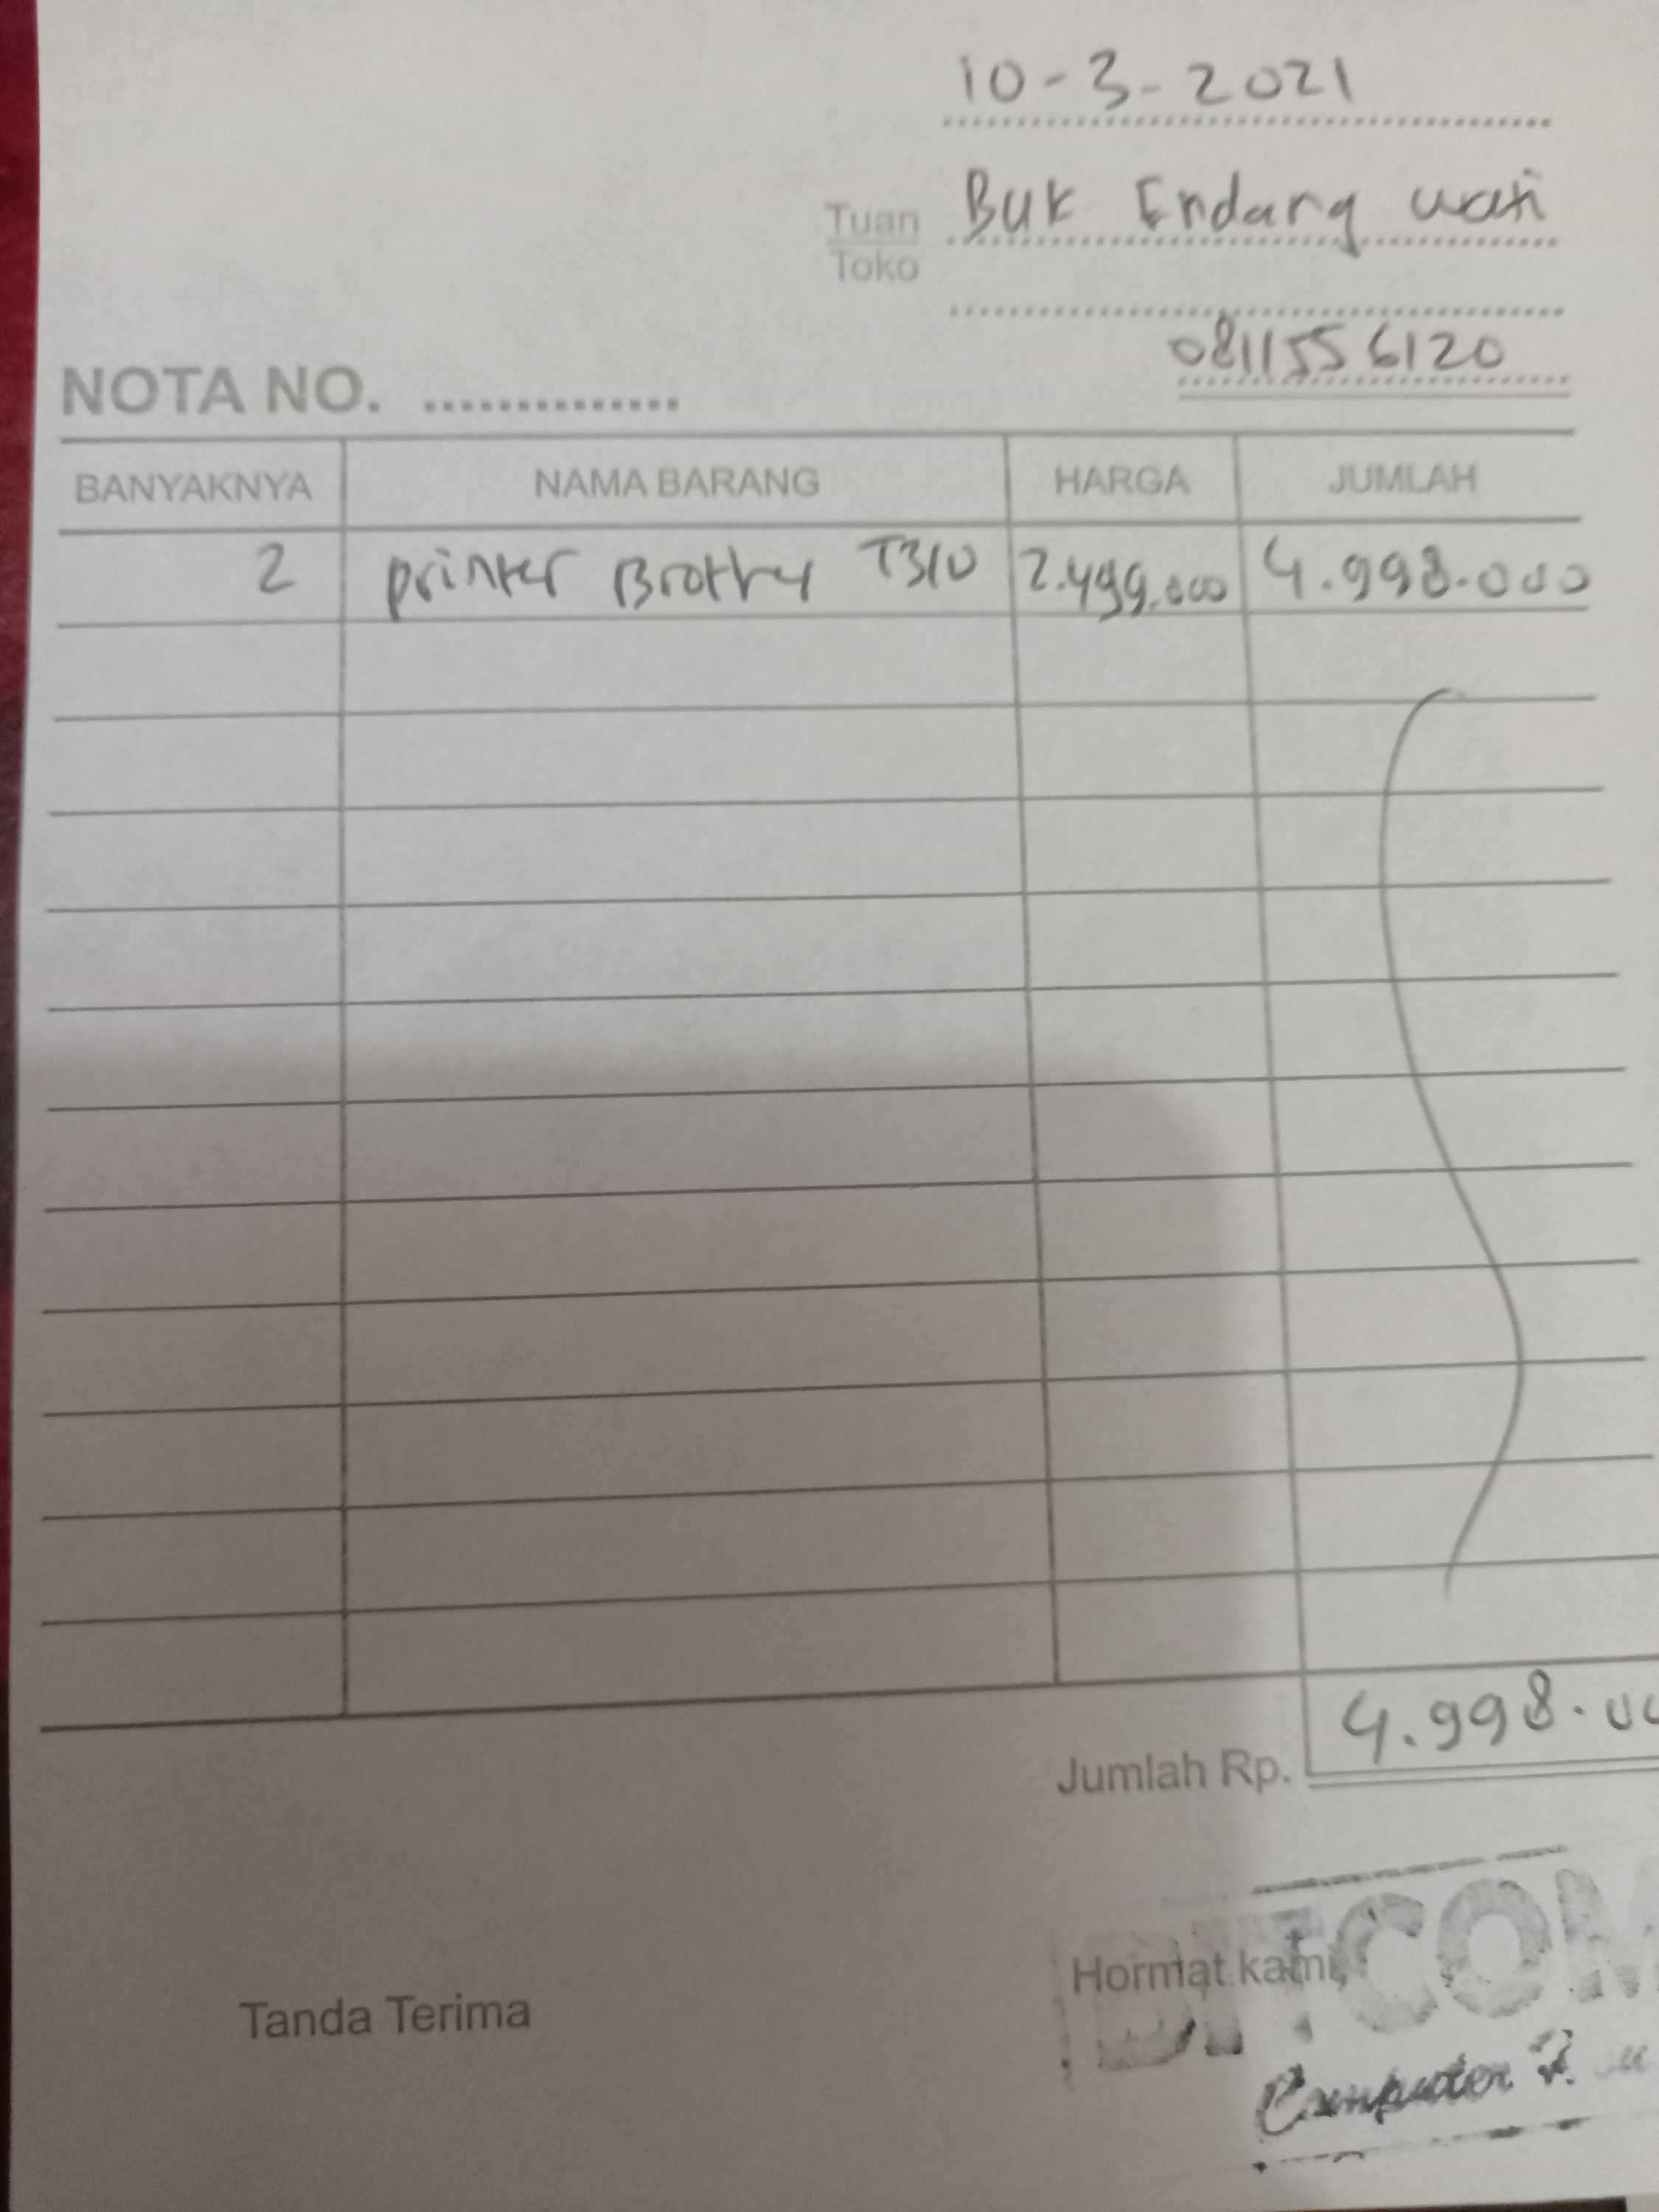 10-3-2021
Tuan Buk Endang wati
Toko
0811556120
NOTA NO. ..............
BANYAKNYA NAMA BARANG HARGA JUMLAH
2 printer Brother T310 2.499.000 4.998.000
Jumlah Rp. 4.998.00
Hormat kami,
Tanda Terima
Computer